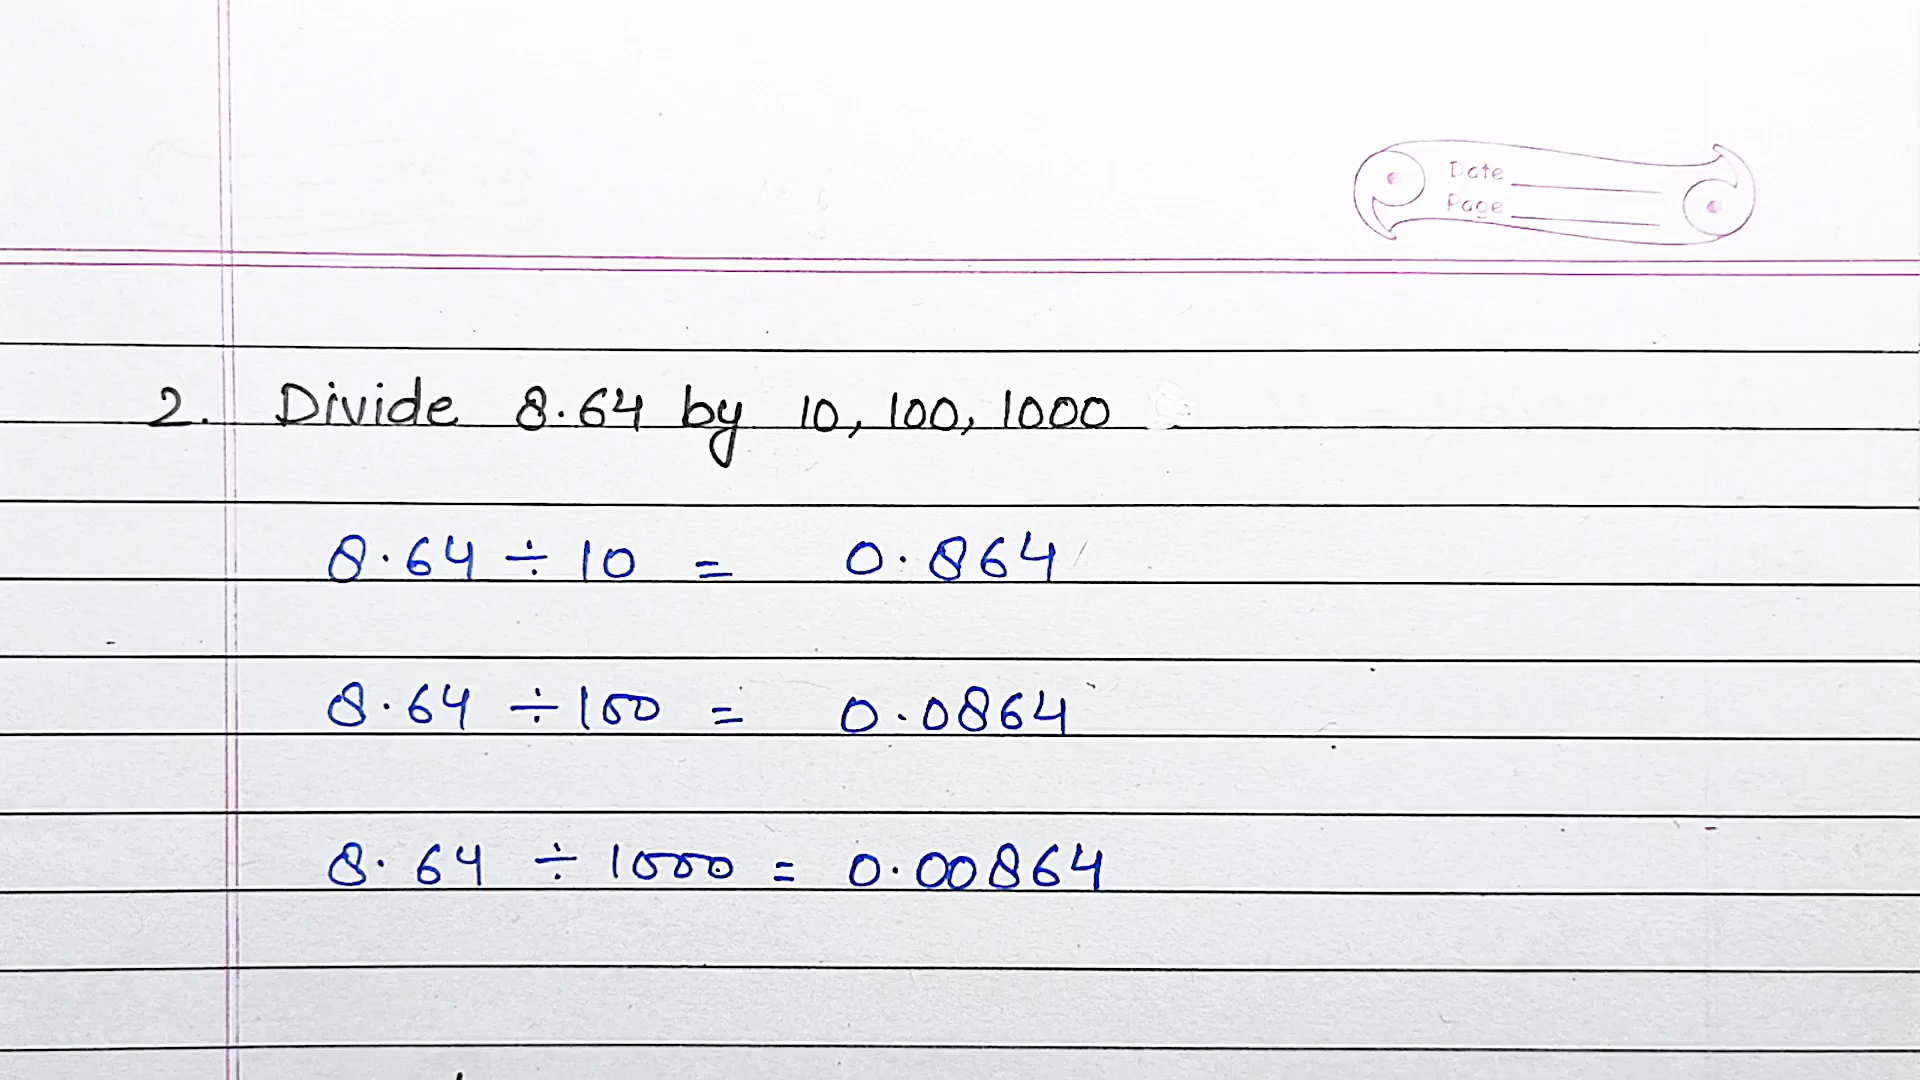 Date
Page
2. Divide 8.64 by 10, 100, 1000
8.64 ÷ 10 = 0.864
8.64 ÷ 100 = 0.0864
8.64 ÷ 1000 = 0.00864